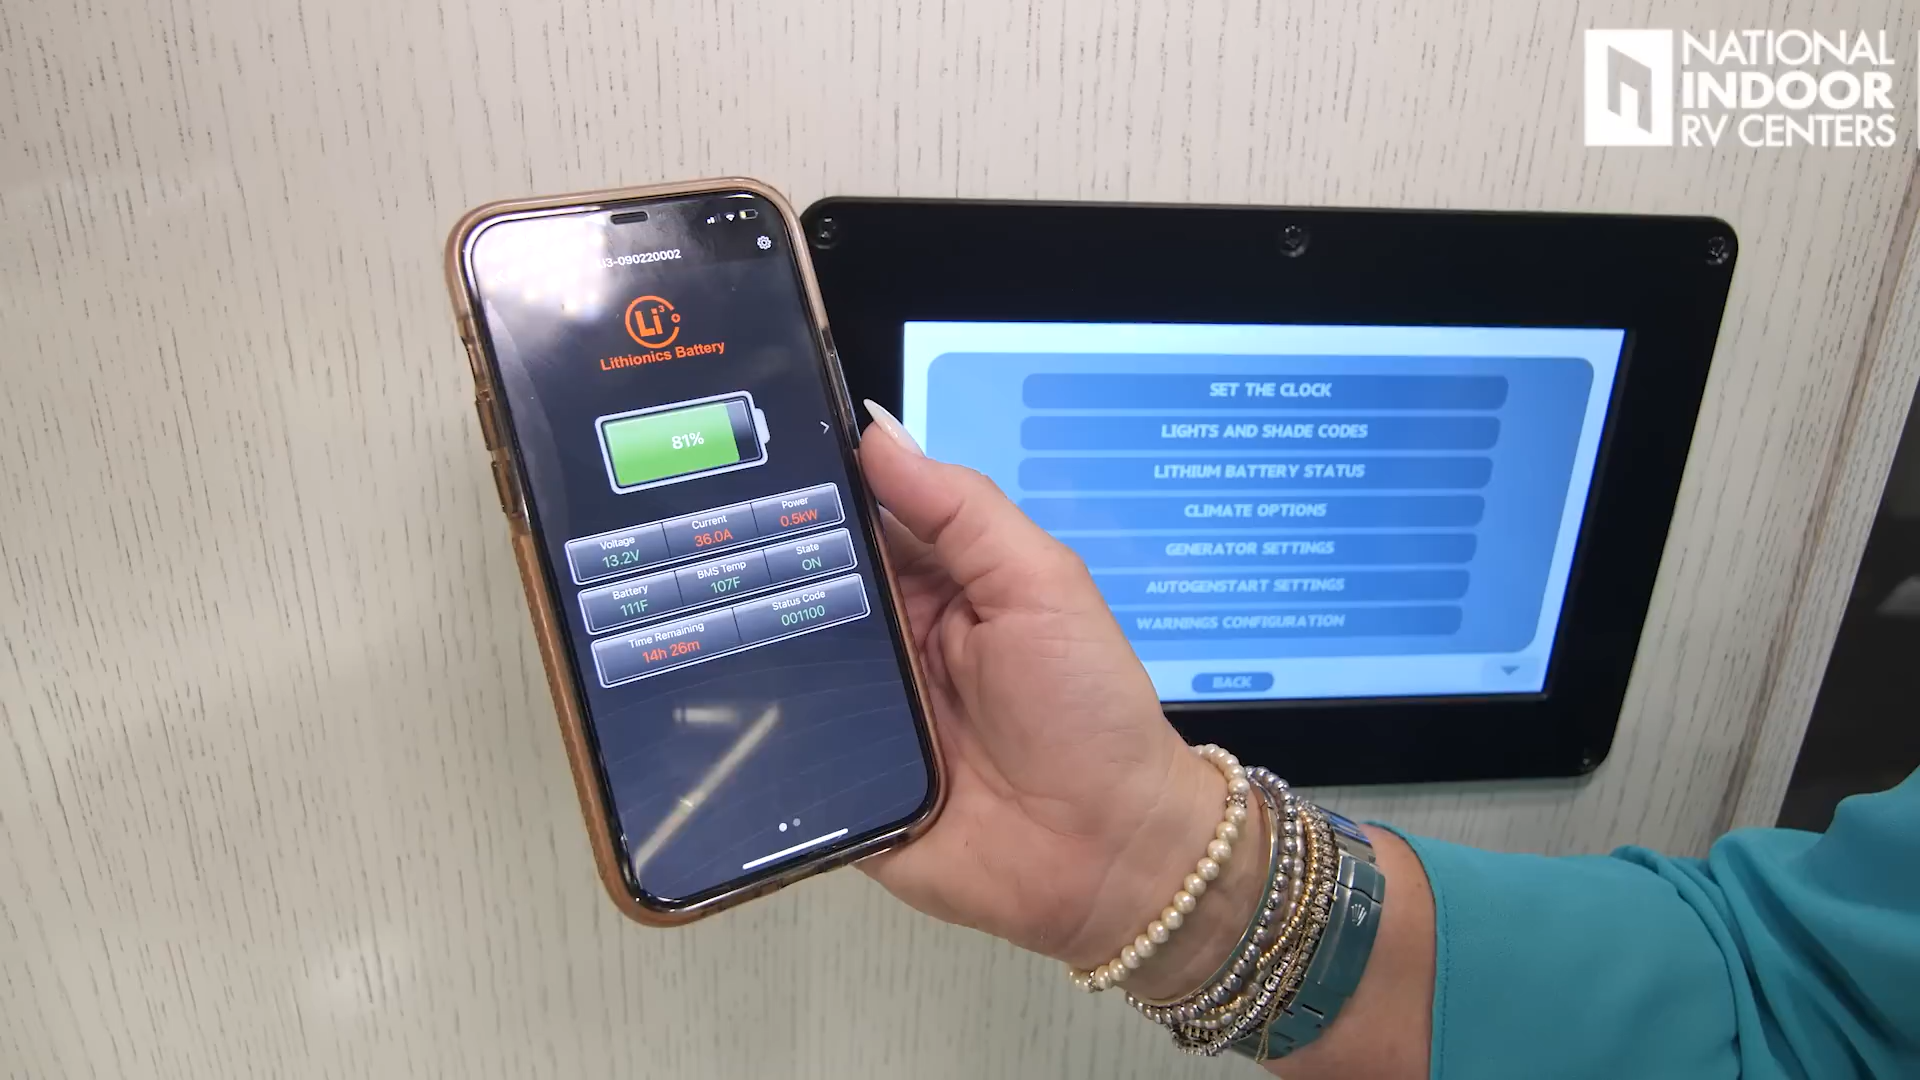 NATIONAL
INDOOR
RV CENTERS
Li3-090220002
Li3
Lithionics Battery
81%
Voltage
13.2V
Current
36.0A
Power
0.5kW
Battery
111F
BMS Temp
107F
State
ON
Time Remaining
14h 26m
Status Code
001100
SET THE CLOCK
LIGHTS AND SHADE CODES
LITHIUM BATTERY STATUS
CLIMATE OPTIONS
GENERATOR SETTINGS
AUTOGENSTART SETTINGS
WARNINGS CONFIGURATION
BACK